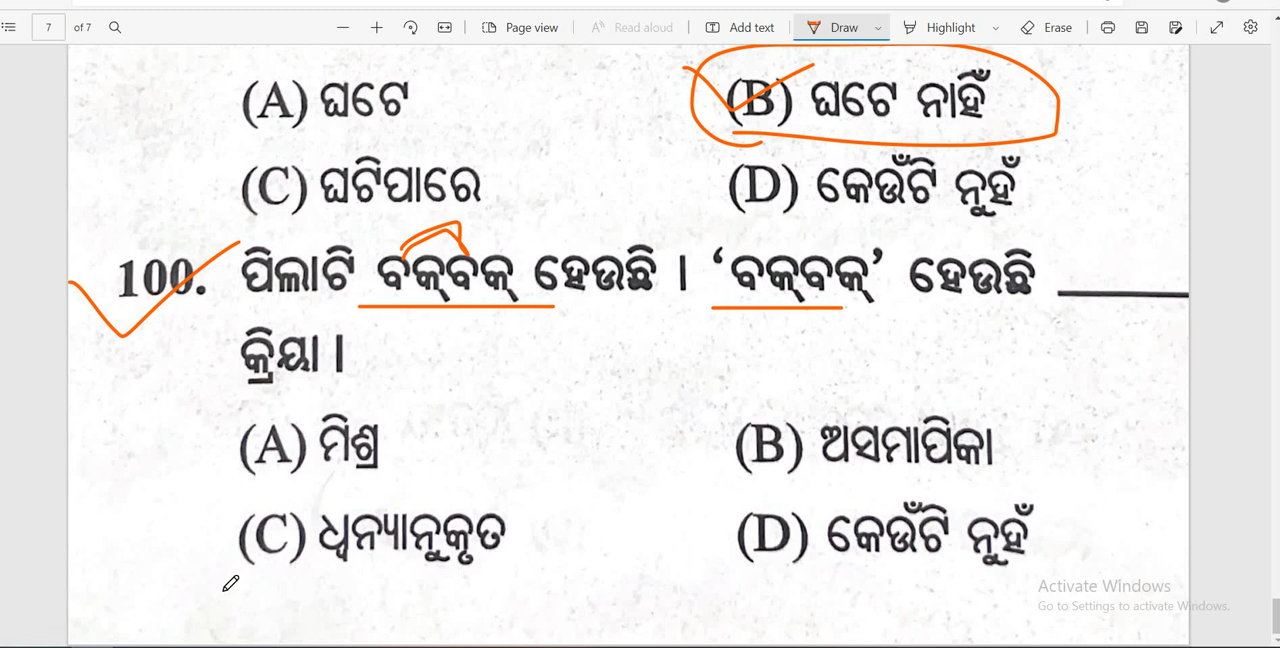 7 of 7 Page view Read aloud Add text Draw Highlight Erase
(A) ଘଟେ (B) ଘଟେ ନାହିଁ
(C) ଘଟିପାରେ (D) କେଉଁଟି ନୁହଁ
100. ପିଲାଟି ବକ୍‌ବକ୍ ହେଉଛି । ‘ବକ୍‌ବକ୍’ ହେଉଛି ______
କ୍ରିୟା ।
(A) ମିଶ୍ର (B) ଅସମାପିକା
(C) ଧ୍ୱନ୍ୟାନୁକୃତ (D) କେଉଁଟି ନୁହଁ
Activate Windows
Go to Settings to activate Windows.